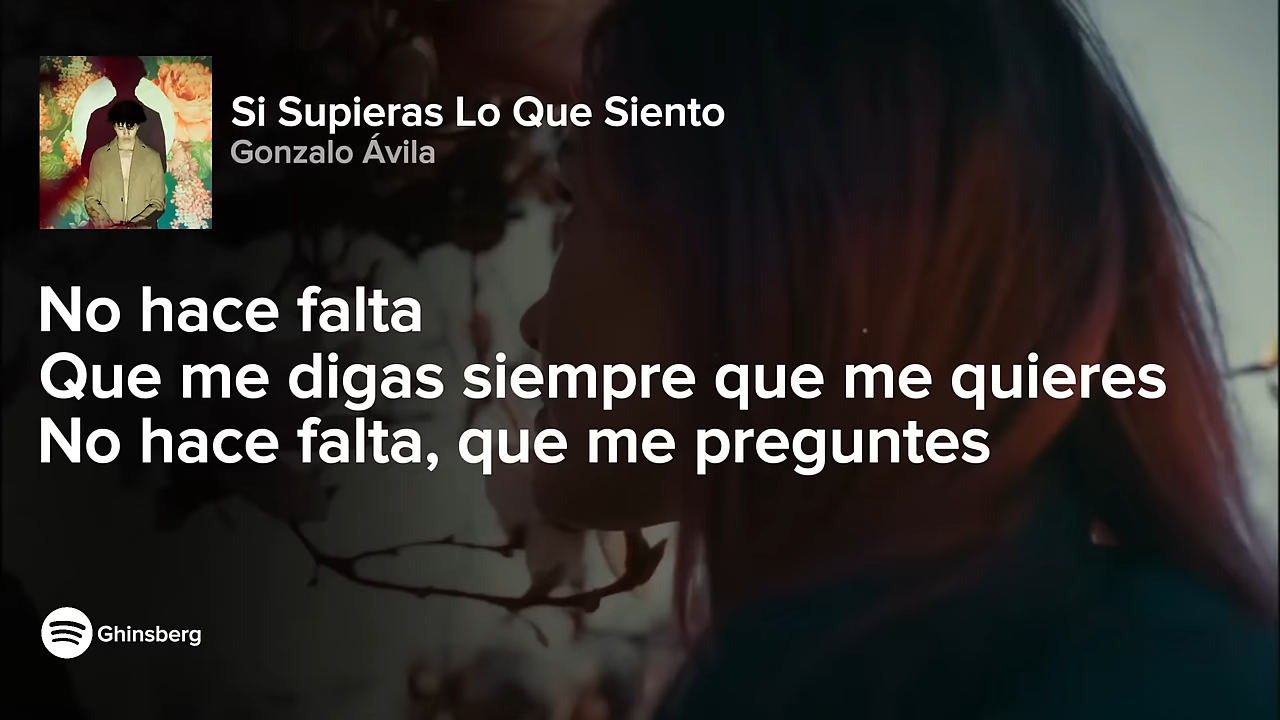 Si Supieras Lo Que Siento
Gonzalo Ávila
No hace falta
Que me digas siempre que me quieres
No hace falta, que me preguntes
Ghinsberg